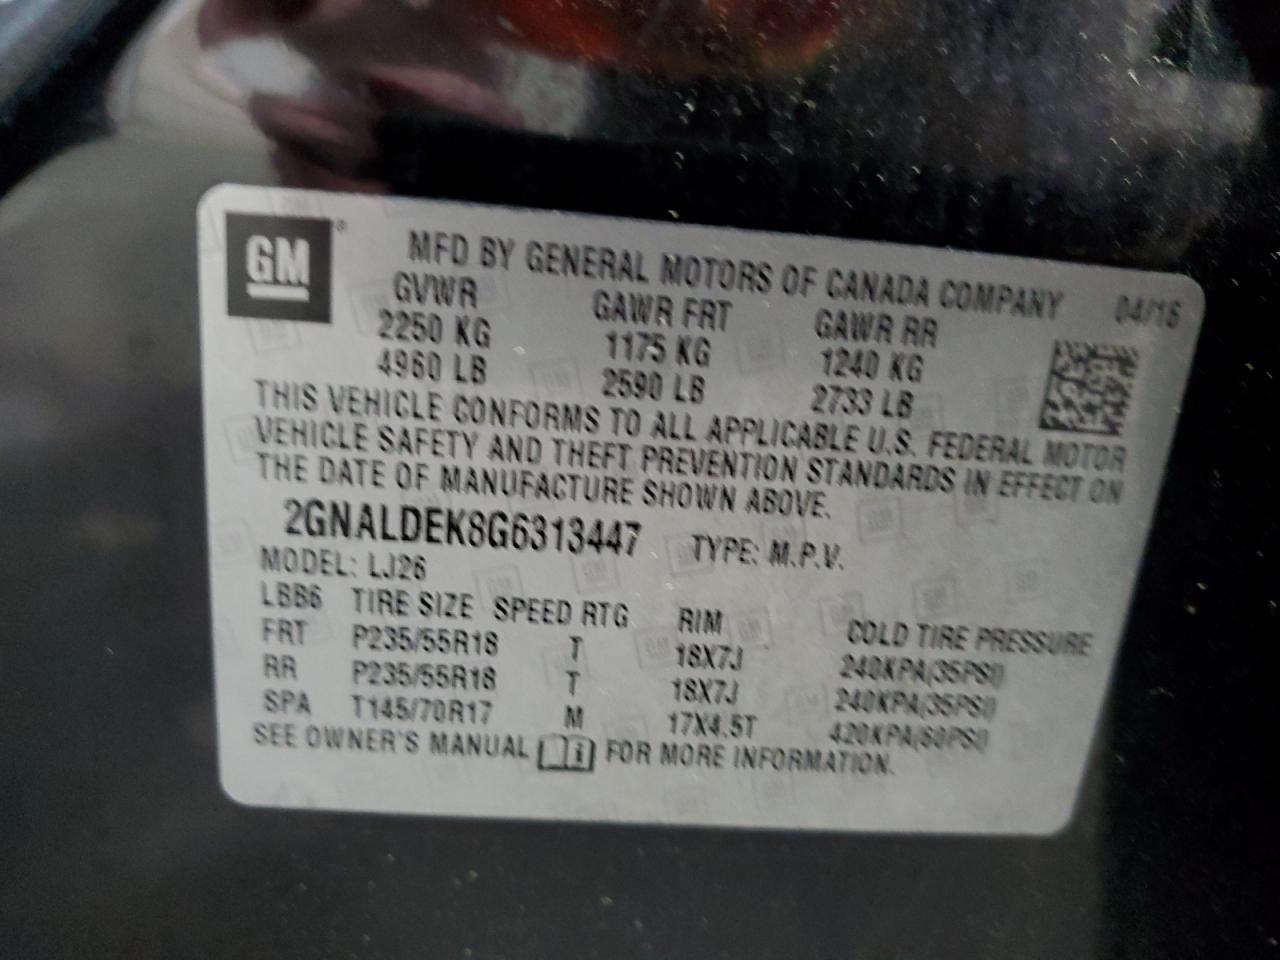 GM ®
MFD BY GENERAL MOTORS OF CANADA COMPANY 04/16
GVWR GAWR FRT GAWR RR
2250 KG 1175 KG 1240 KG
4960 LB 2590 LB 2733 LB
THIS VEHICLE CONFORMS TO ALL APPLICABLE U.S. FEDERAL MOTOR
VEHICLE SAFETY AND THEFT PREVENTION STANDARDS IN EFFECT ON
THE DATE OF MANUFACTURE SHOWN ABOVE.
2GNALDEK8G6313447 TYPE: M.P.V.
MODEL: LJ26
LBB6 TIRE SIZE SPEED RTG RIM COLD TIRE PRESSURE
FRT P235/55R18 T 18X7J 240KPA(35PSI)
RR P235/55R18 T 18X7J 240KPA(35PSI)
SPA T145/70R17 M 17X4.5T 420KPA(60PSI)
SEE OWNER'S MANUAL FOR MORE INFORMATION.